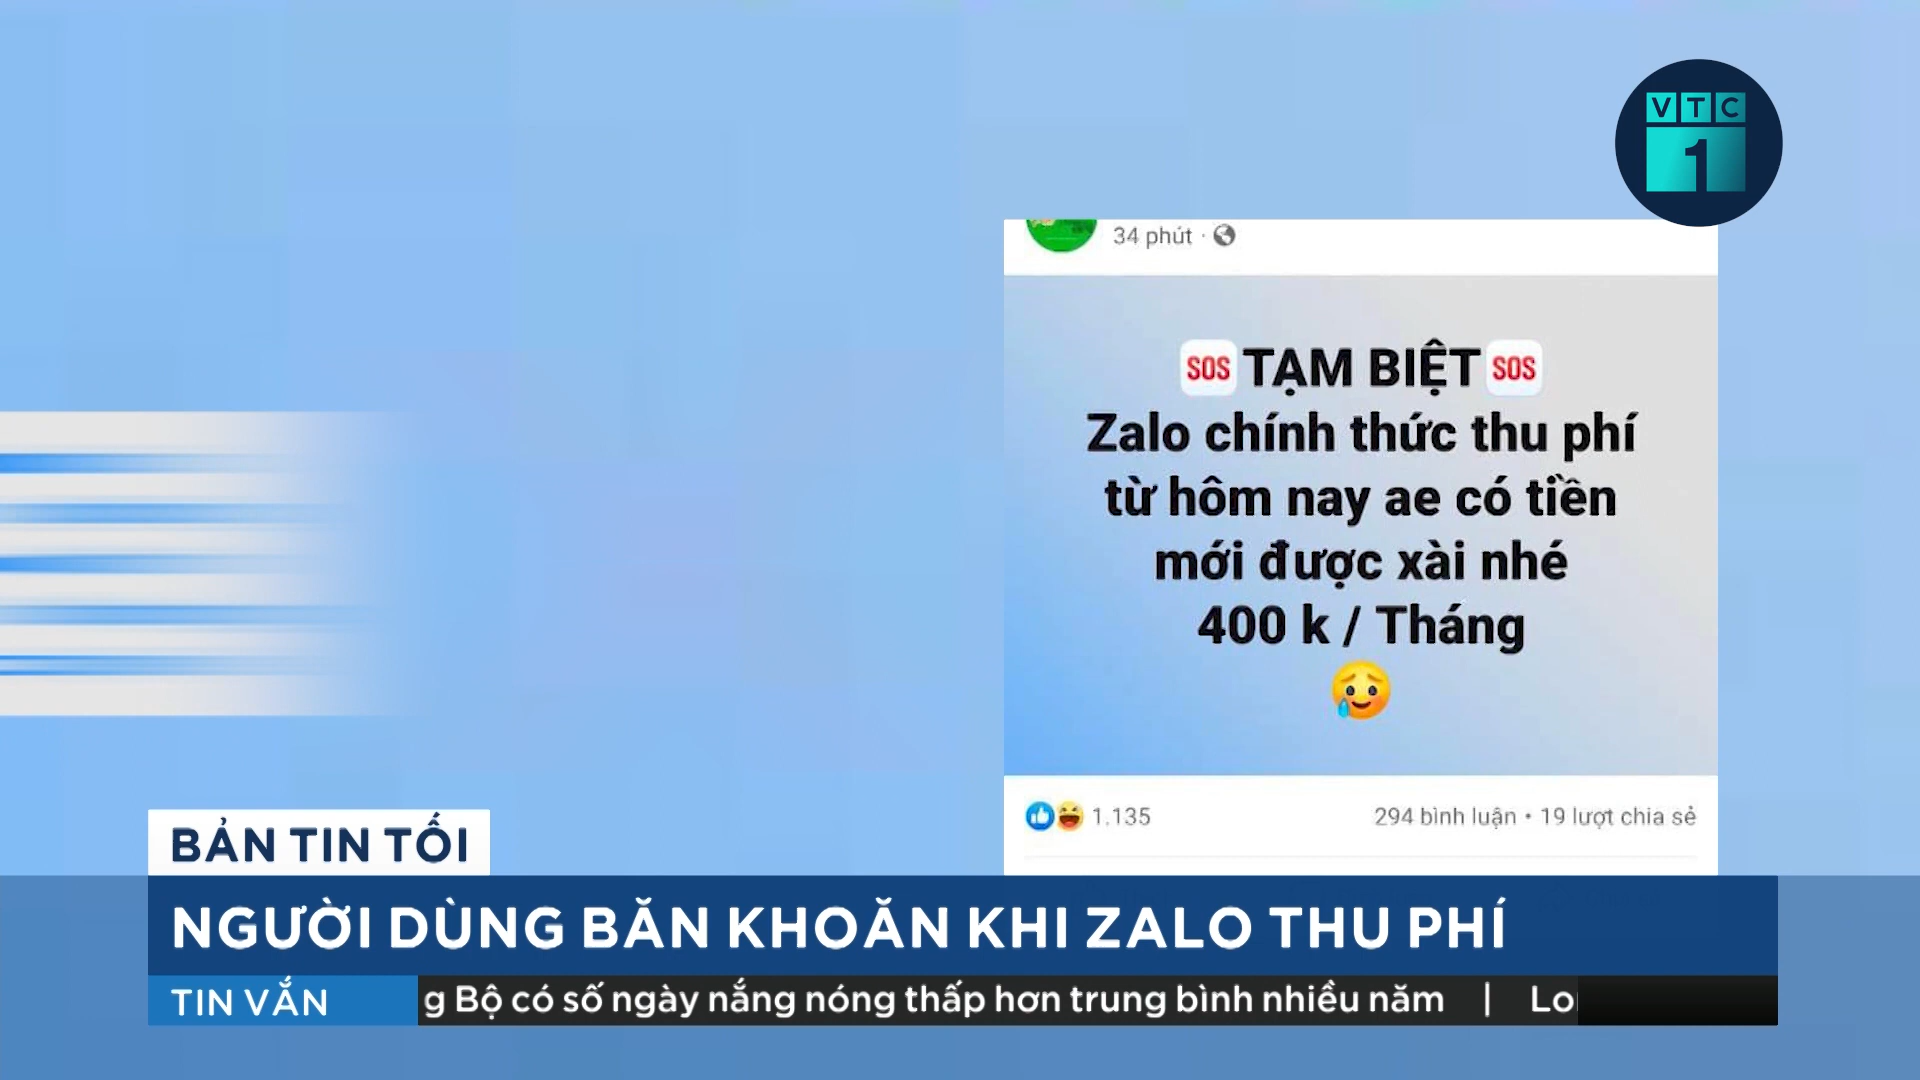 VTC
1
34 phút ·
SOS TẠM BIỆT SOS
Zalo chính thức thu phí
từ hôm nay ae có tiền
mới được xài nhé
400 k / Tháng
1.135
294 bình luận • 19 lượt chia sẻ
BẢN TIN TỐI
NGƯỜI DÙNG BĂN KHOĂN KHI ZALO THU PHÍ
TIN VẮN
g Bộ có số ngày nắng nóng thấp hơn trung bình nhiều năm | Lo